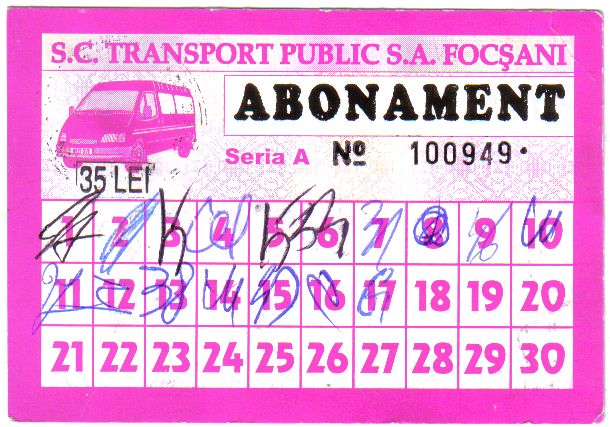 S.C. TRANSPORT PUBLIC S.A. FOCŞANI
ABONAMENT
Seria A Nº 100949
35 LEI
1 2 3 4 5 6 7 8 9 10
11 12 13 14 15 16 17 18 19 20
21 22 23 24 25 26 27 28 29 30